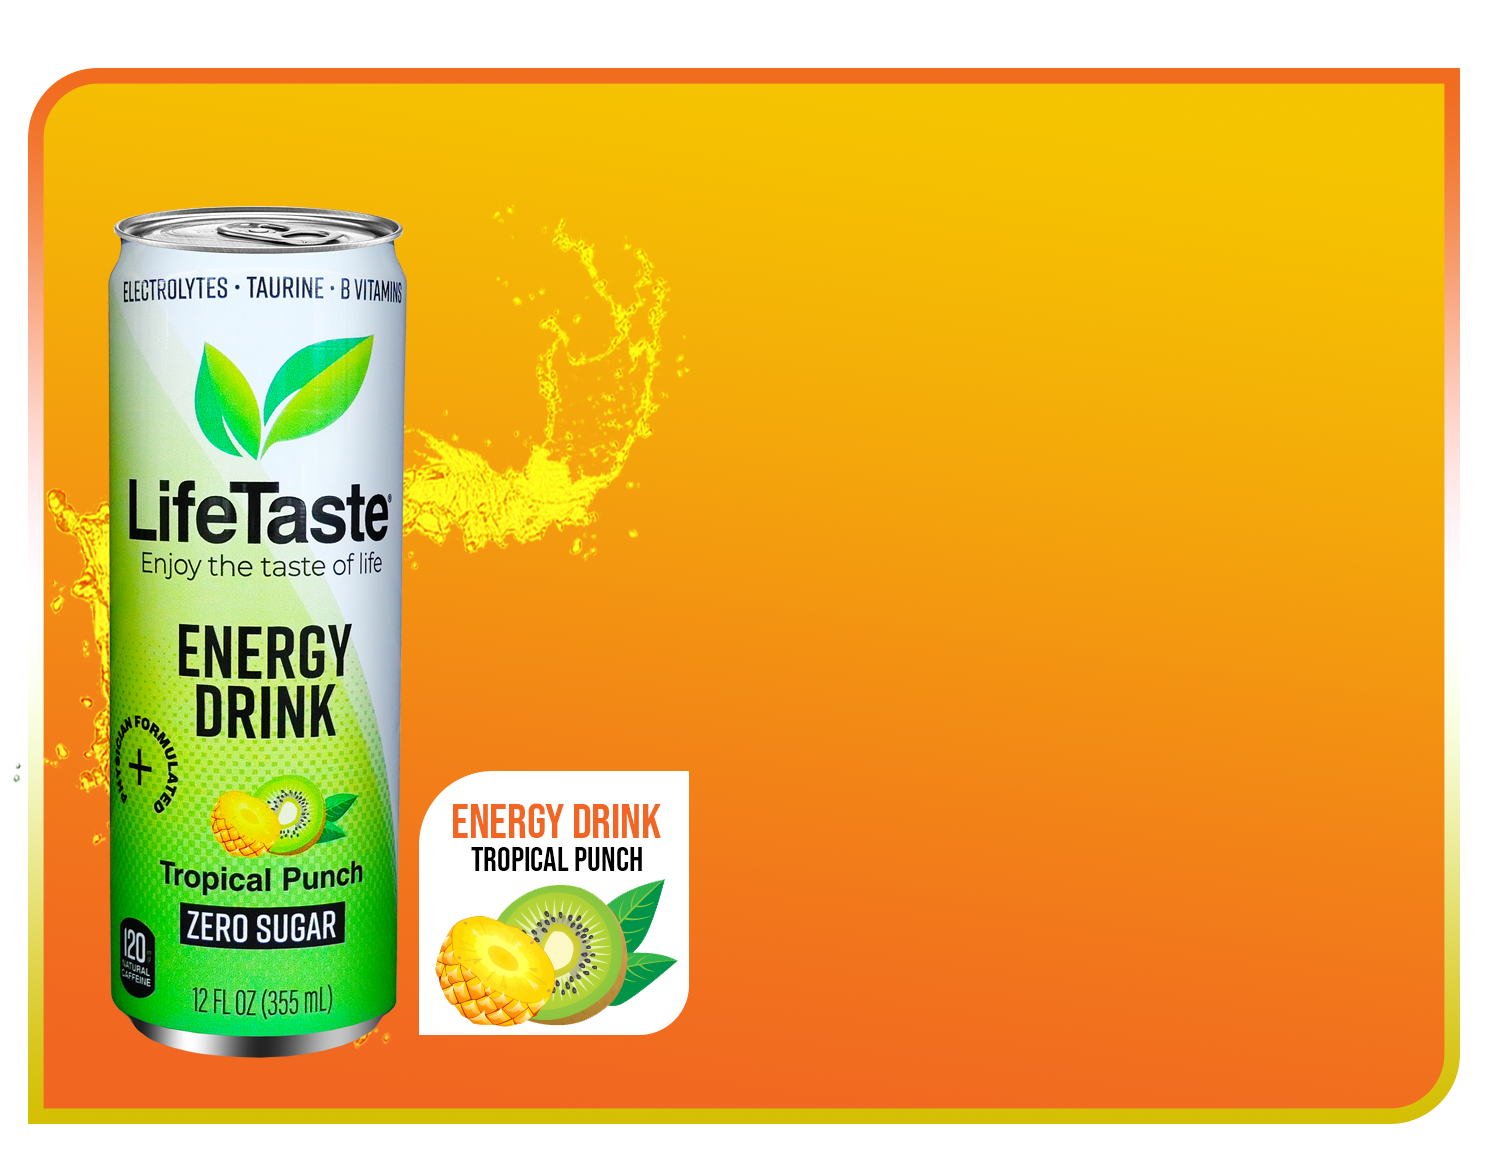 ELECTROLYTES · TAURINE · B VITAMINS
LifeTaste®
Enjoy the taste of life
ENERGY
DRINK
PHYSICIAN FORMULATED
Tropical Punch
ZERO SUGAR
120
NATURAL
CAFFEINE
12 FL OZ (355 mL)
ENERGY DRINK
TROPICAL PUNCH